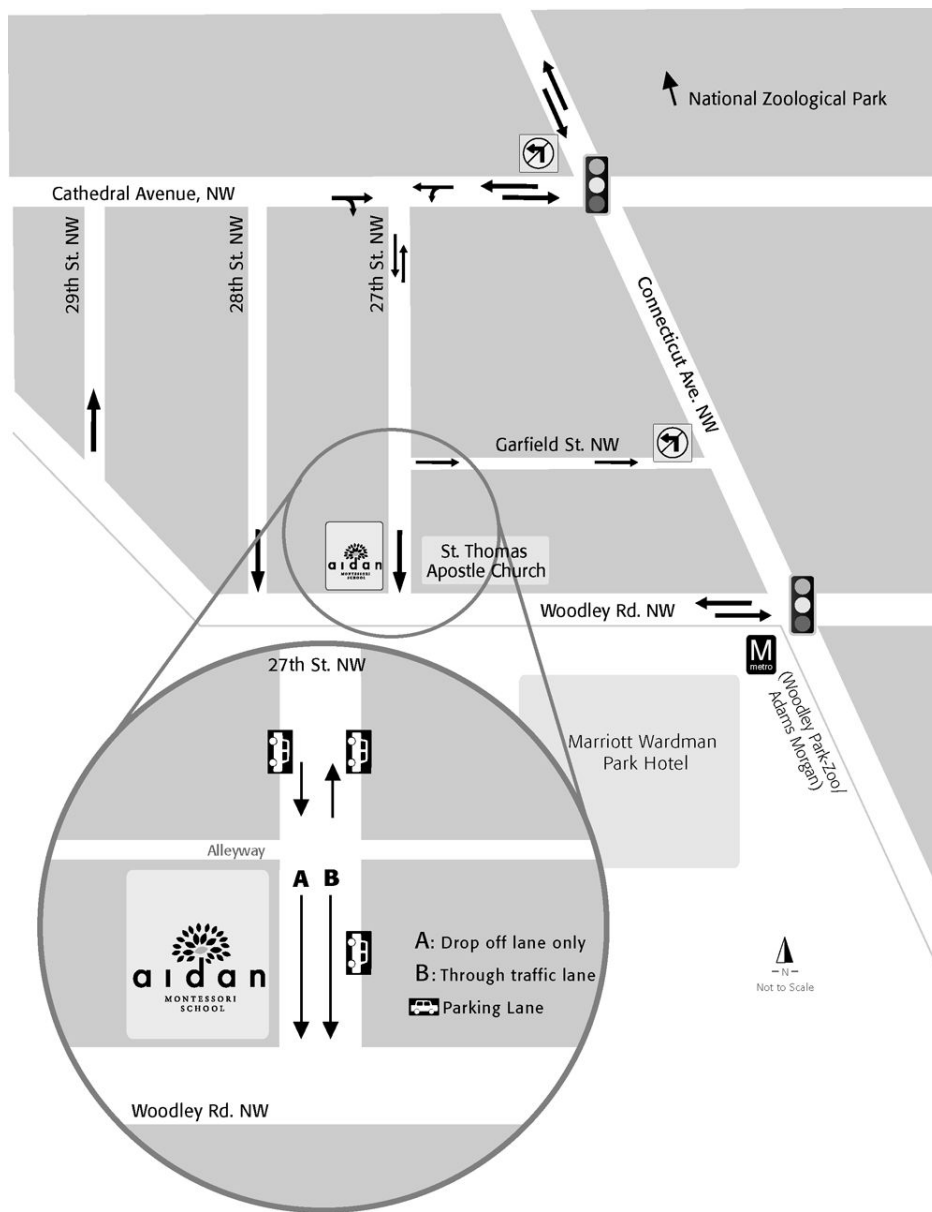 National Zoological Park
Cathedral Avenue, NW
29th St. NW
28th St. NW
27th St. NW
Connecticut Ave. NW
Garfield St. NW
aidan
MONTESSORI
SCHOOL
St. Thomas
Apostle Church
Woodley Rd. NW
M
metro
(Woodley Park-Zoo/
Adams Morgan)
27th St. NW
Marriott Wardman
Park Hotel
Alleyway
A
B
aidan
MONTESSORI
SCHOOL
A: Drop off lane only
B: Through traffic lane
Parking Lane
N
Not to Scale
Woodley Rd. NW